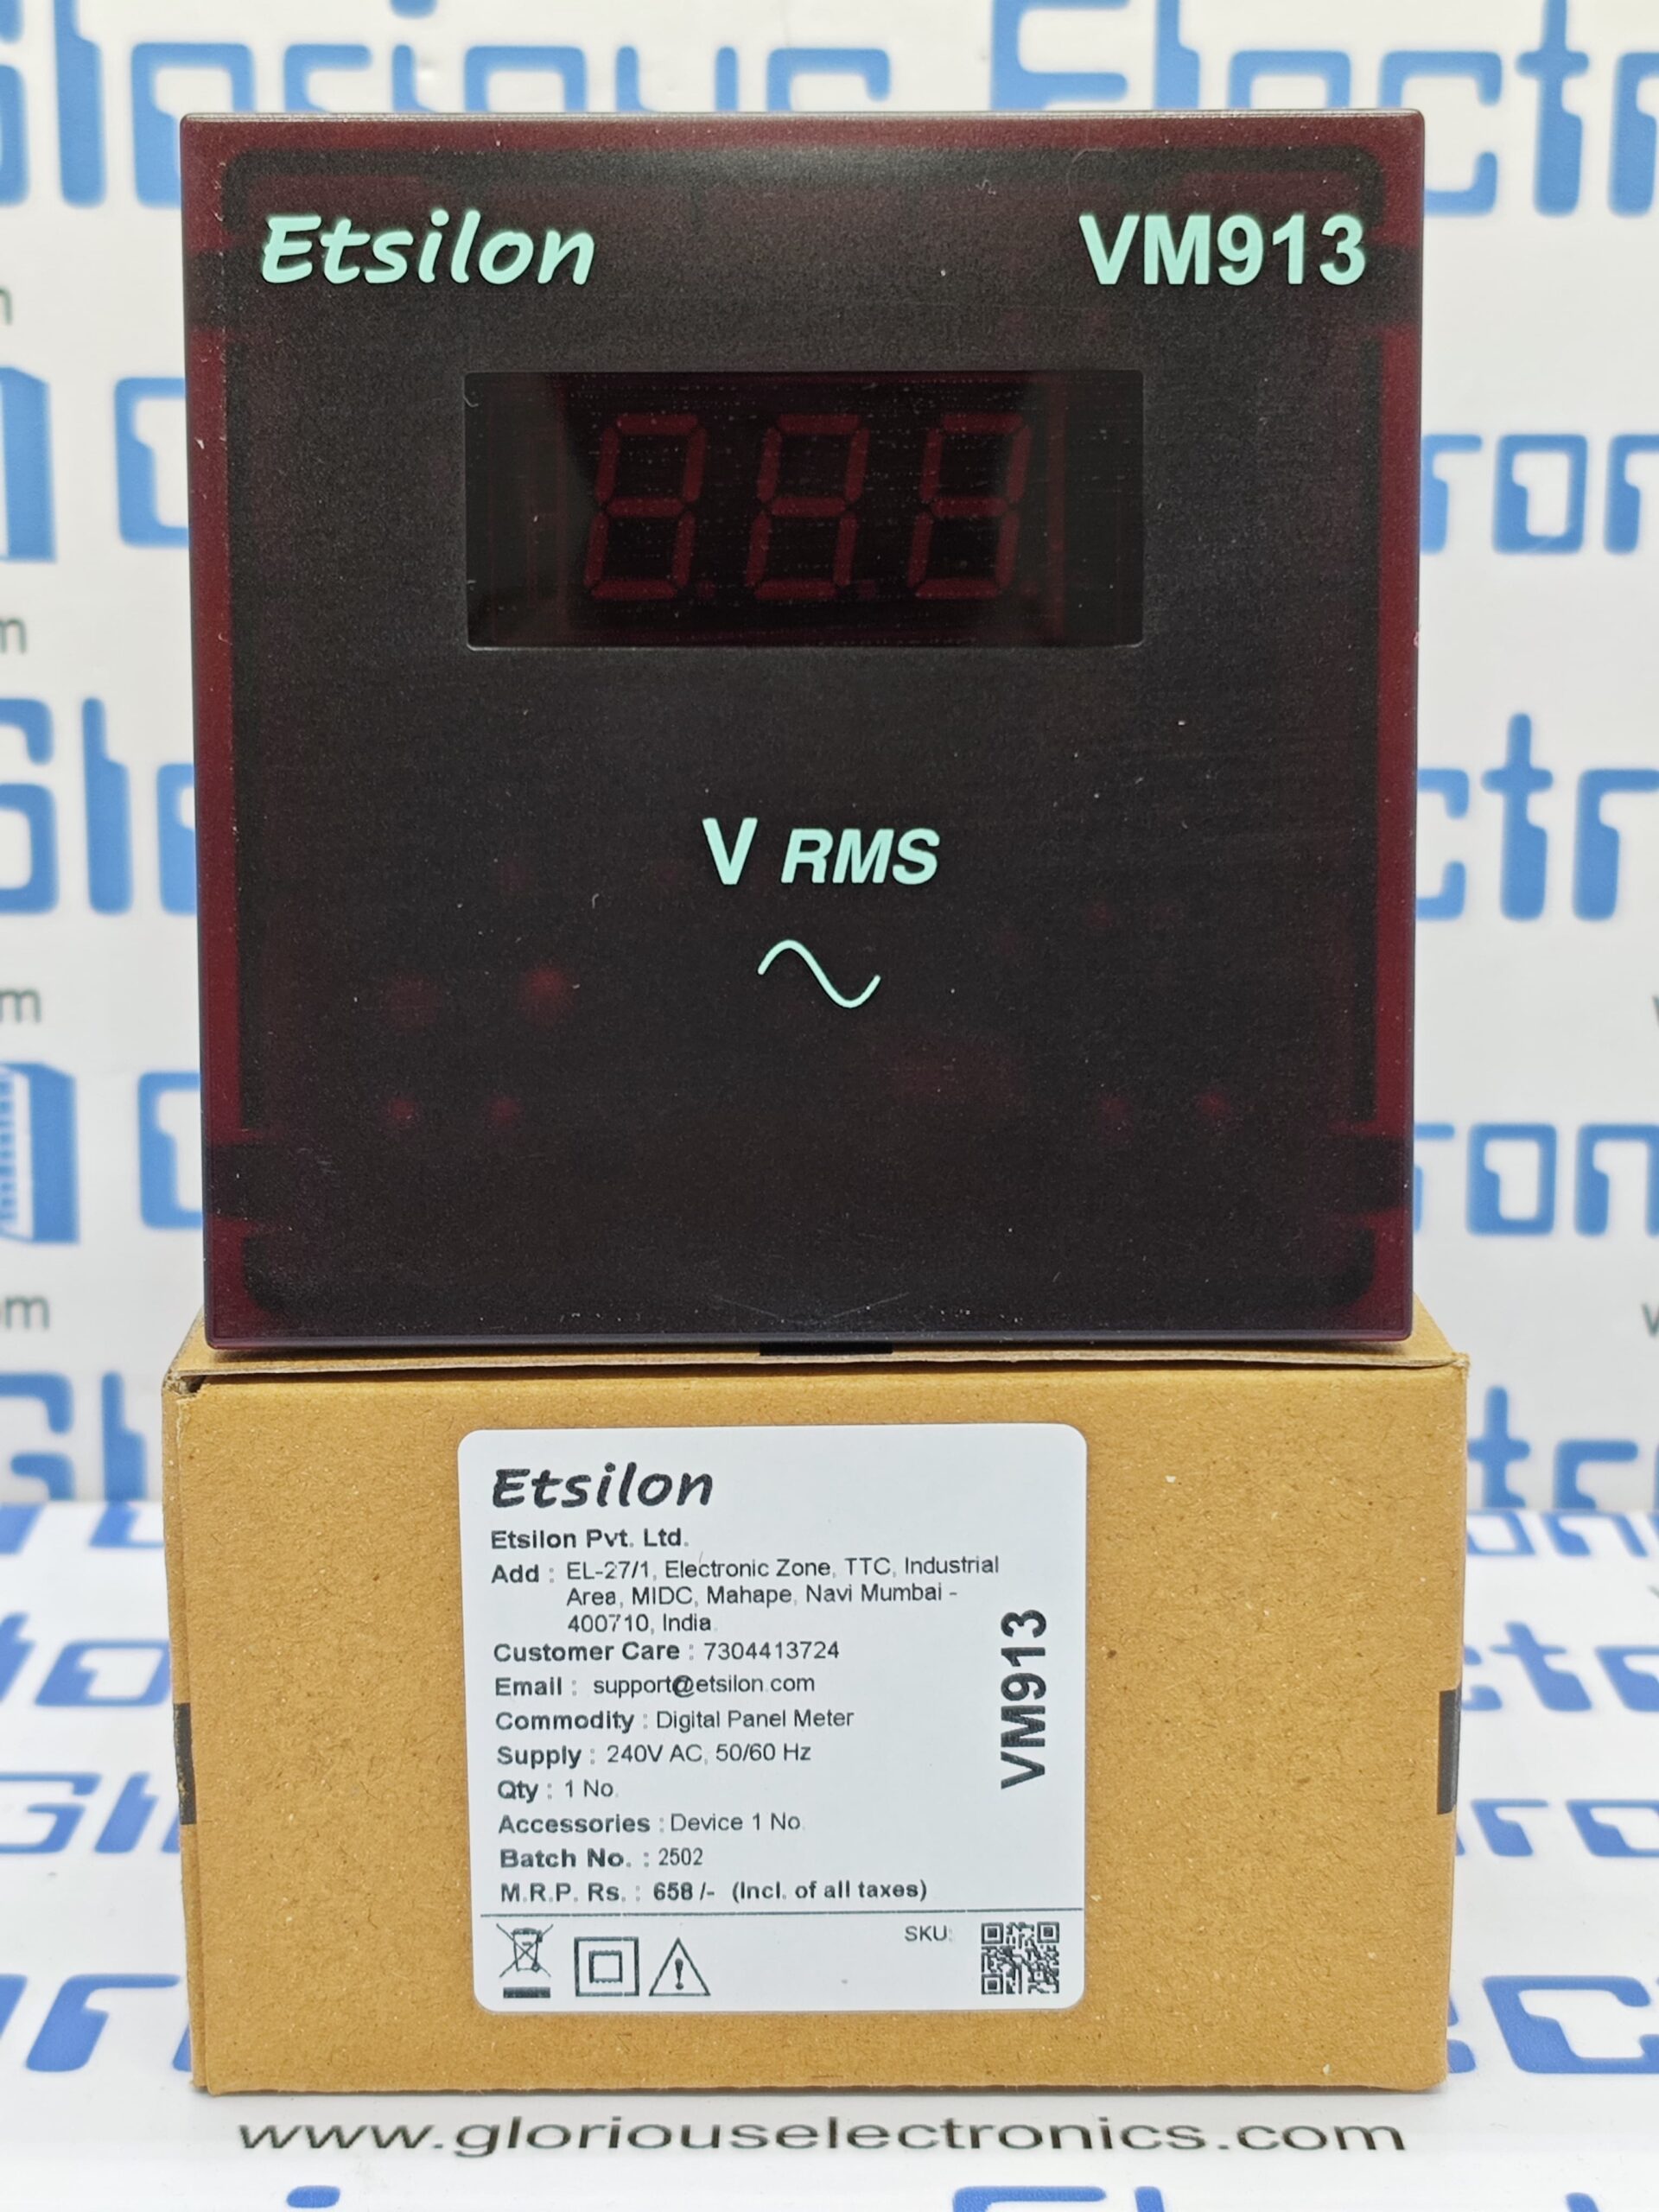 Etsilon VM913
V RMS
Etsilon
Etsilon Pvt. Ltd.
Add : EL-27/1, Electronic Zone, TTC, Industrial
Area, MIDC, Mahape, Navi Mumbai -
400710, India.
Customer Care : 7304413724
Email : support@etsilon.com
Commodity : Digital Panel Meter
Supply : 240V AC, 50/60 Hz
Qty : 1 No.
Accessories : Device 1 No.
Batch No. : 2502
M.R.P. Rs. : 658 /- (Incl. of all taxes)
SKU:
VM913
www.gloriouselectronics.com